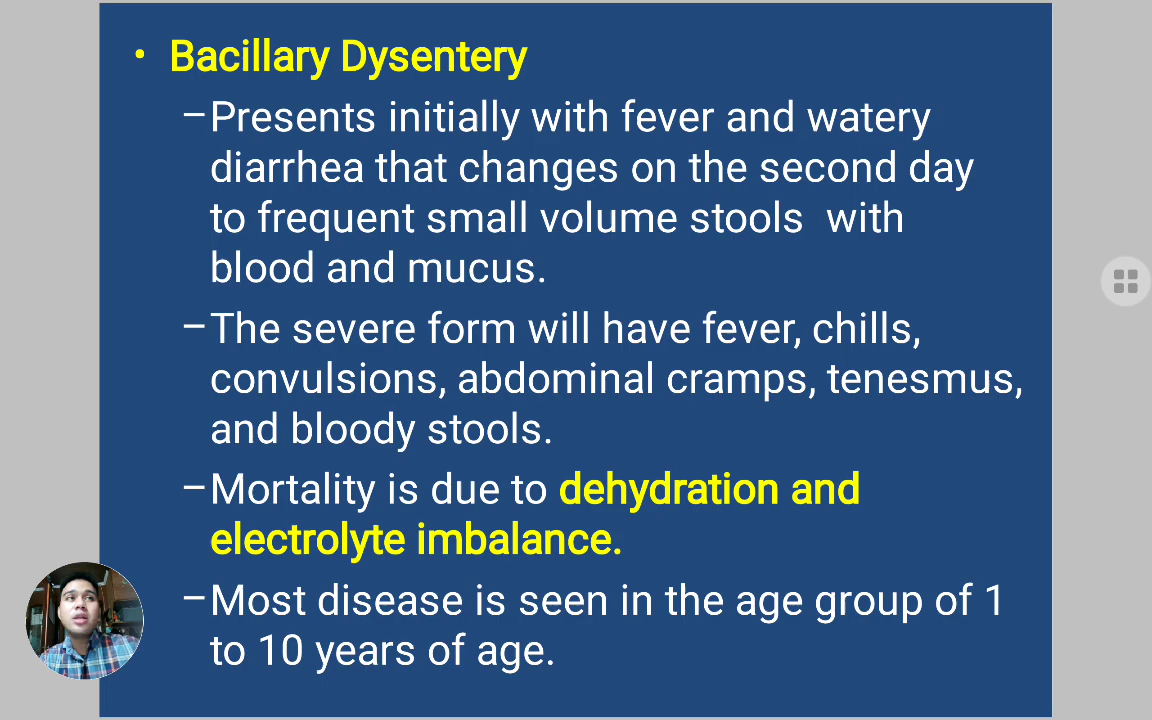 • Bacillary Dysentery
–Presents initially with fever and watery
diarrhea that changes on the second day
to frequent small volume stools  with
blood and mucus.
–The severe form will have fever, chills,
convulsions, abdominal cramps, tenesmus,
and bloody stools.
–Mortality is due to dehydration and
electrolyte imbalance.
–Most disease is seen in the age group of 1
to 10 years of age.